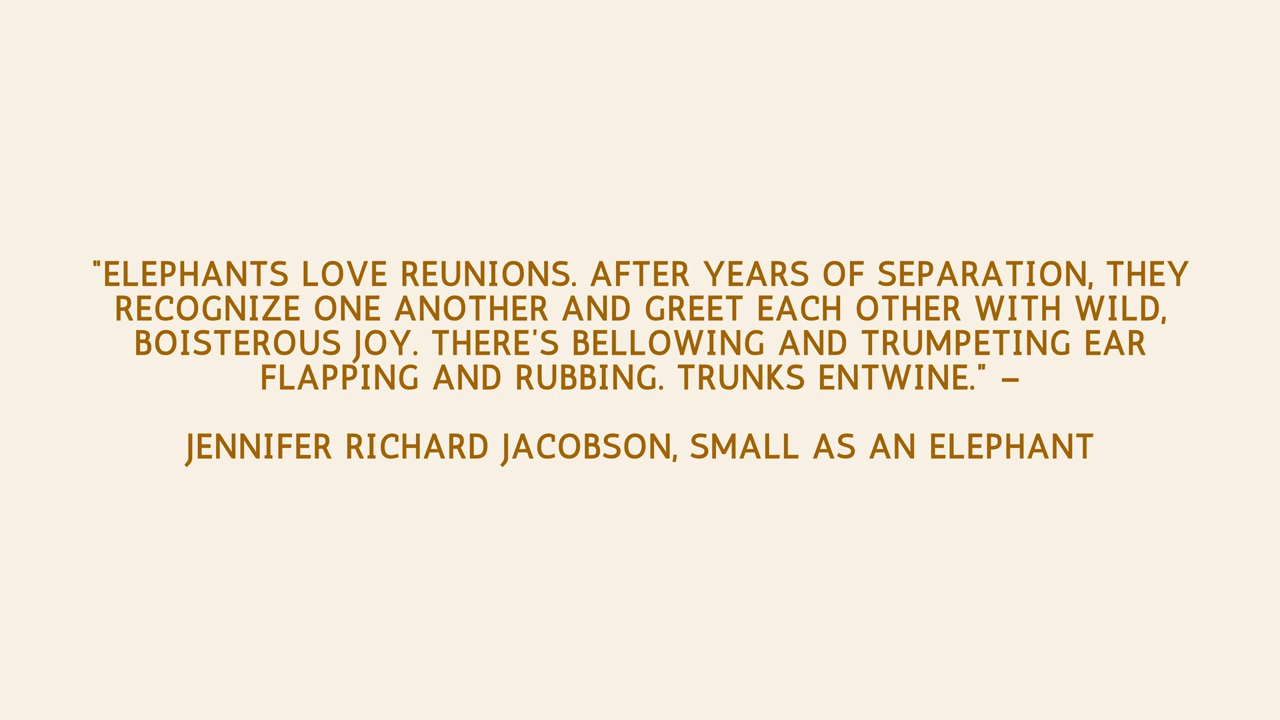 "ELEPHANTS LOVE REUNIONS. AFTER YEARS OF SEPARATION, THEY
RECOGNIZE ONE ANOTHER AND GREET EACH OTHER WITH WILD,
BOISTEROUS JOY. THERE'S BELLOWING AND TRUMPETING EAR
FLAPPING AND RUBBING. TRUNKS ENTWINE." –
JENNIFER RICHARD JACOBSON, SMALL AS AN ELEPHANT